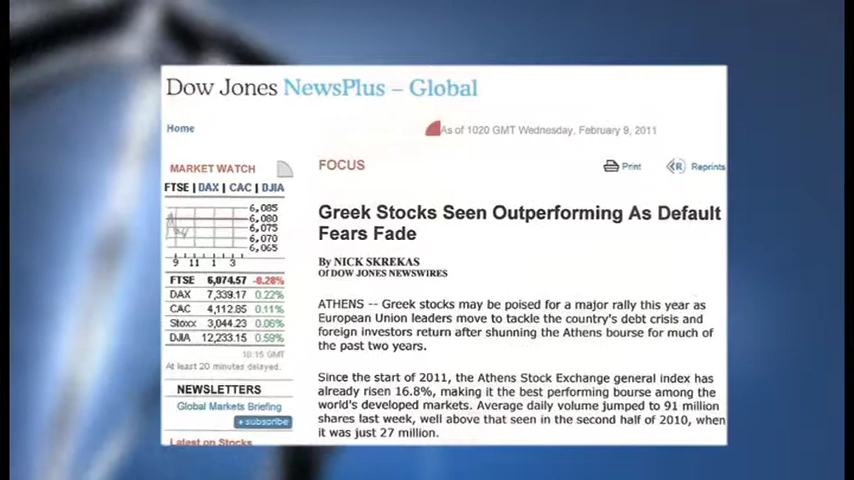 Dow Jones NewsPlus – Global
Home
As of 1020 GMT Wednesday, February 9, 2011
MARKET WATCH
FTSE | DAX | CAC | DJIA
6,085
6,080
6,075
6,070
6,065
9 11 1 3
FTSE 6,074.57 -0.28%
DAX 7,339.17 0.22%
CAC 4,112.85 0.11%
Stoxx 3,044.23 0.06%
DJIA 12,233.15 0.59%
10:15 GMT
At least 20 minutes delayed.
NEWSLETTERS
Global Markets Briefing
+ subscribe
Latest on Stocks
FOCUS
Print
R Reprints
Greek Stocks Seen Outperforming As Default
Fears Fade
By NICK SKREKAS
Of DOW JONES NEWSWIRES
ATHENS -- Greek stocks may be poised for a major rally this year as
European Union leaders move to tackle the country's debt crisis and
foreign investors return after shunning the Athens bourse for much of
the past two years.
Since the start of 2011, the Athens Stock Exchange general index has
already risen 16.8%, making it the best performing bourse among the
world's developed markets. Average daily volume jumped to 91 million
shares last week, well above that seen in the second half of 2010, when
it was just 27 million.